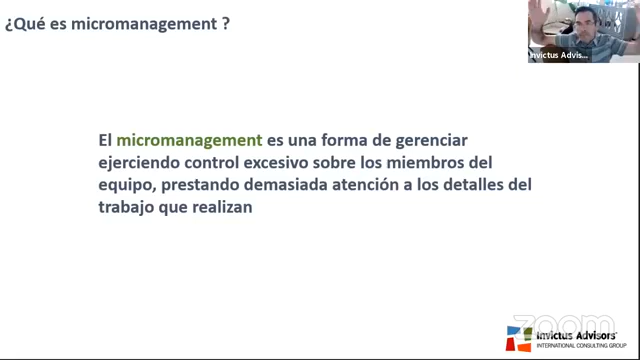 ¿Qué es micromanagement ?
Invictus Advis...
El micromanagement es una forma de gerenciar
ejerciendo control excesivo sobre los miembros del
equipo, prestando demasiada atención a los detalles del
trabajo que realizan
zoom
Invictus Advisors
INTERNATIONAL CONSULTING GROUP